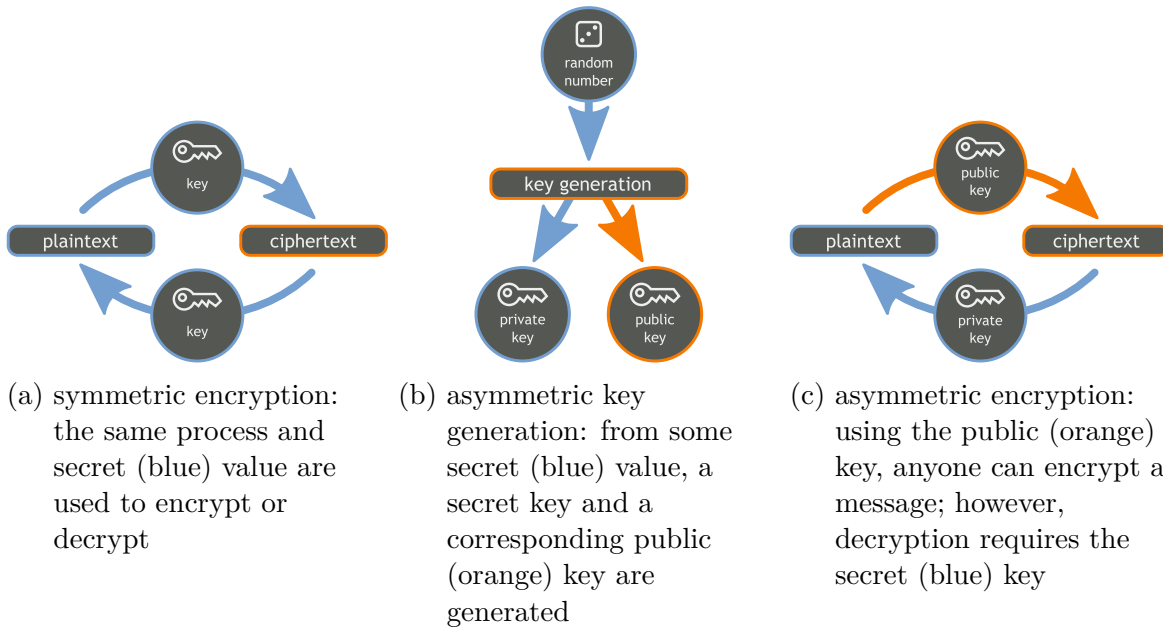 random
number
key
key generation
public
key
plaintext
ciphertext
plaintext
ciphertext
key
private
key
public
key
private
key
(a) symmetric encryption:
the same process and
secret (blue) value are
used to encrypt or
decrypt
(b) asymmetric key
generation: from some
secret (blue) value, a
secret key and a
corresponding public
(orange) key are
generated
(c) asymmetric encryption:
using the public (orange)
key, anyone can encrypt a
message; however,
decryption requires the
secret (blue) key